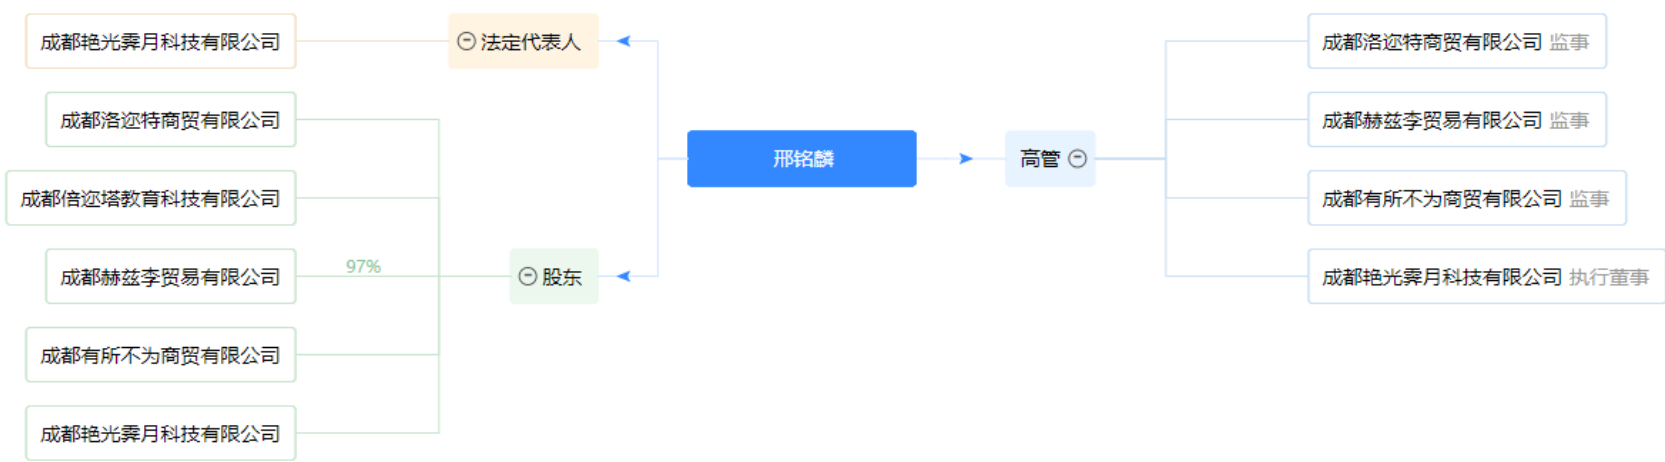 成都艳光霁月科技有限公司
法定代表人
成都洛迩特商贸有限公司
成都倍迩塔教育科技有限公司
成都赫兹李贸易有限公司
97%
股东
成都有所不为商贸有限公司
成都艳光霁月科技有限公司
邢铭麟
高管
成都洛迩特商贸有限公司 监事
成都赫兹李贸易有限公司 监事
成都有所不为商贸有限公司 监事
成都艳光霁月科技有限公司 执行董事